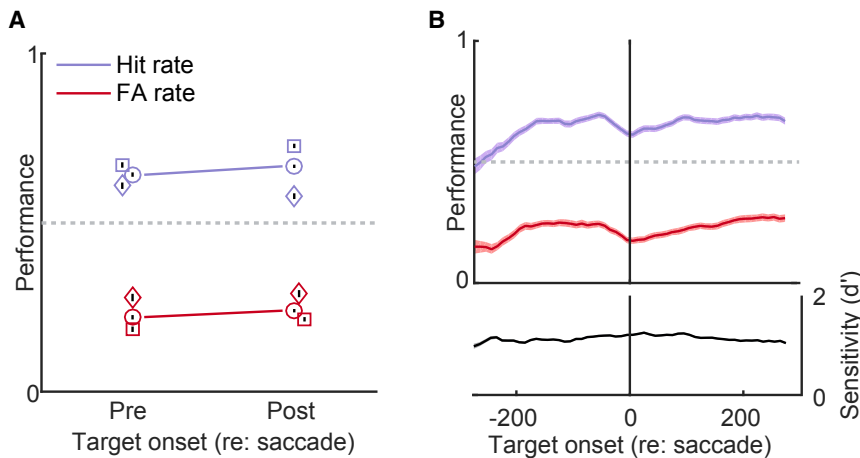 A
1
Hit rate
FA rate
Performance
0
Pre
Post
Target onset (re: saccade)
B
1
Performance
0
2
Sensitivity (d')
0
-200
0
200
Target onset (re: saccade)